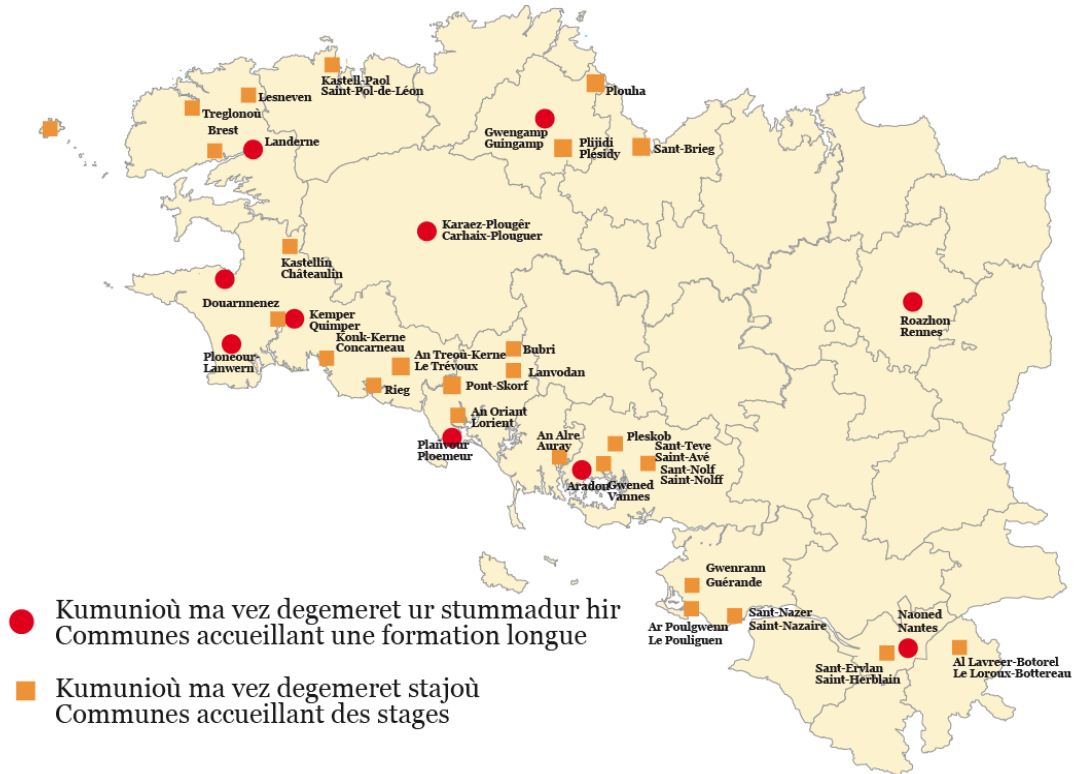 Kastell-Paol
Saint-Pol-de-Léon
Lesneven
Treglonoù
Brest
Landerne
Plouha
Gwengamp
Guingamp
Plijidi
Plésidy
Sant-Brieg
Karaez-Plougêr
Carhaix-Plouguer
Kastellin
Châteaulin
Douarnnenez
Kemper
Quimper
Roazhon
Rennes
Konk-Kerne
Concarneau
Ploneour-
Lanwern
An Treoù-Kerne
Le Trévoux
Bubri
Lanvodan
Rieg
Pont-Skorf
An Oriant
Lorient
Planvour
Ploemeur
An Alre
Auray
Pleskob
Sant-Teve
Saint-Avé
Sant-Nolf
Saint-Nolff
Aradon
Gwened
Vannes
Gwenrann
Guérande
Ar Poulgwenn
Le Pouliguen
Sant-Nazer
Saint-Nazaire
Naoned
Nantes
Sant-Ervlan
Saint-Herblain
Al Lavreer-Botorel
Le Loroux-Bottereau
Kumunioù ma vez degemeret ur stummadur hir
Communes accueillant une formation longue
Kumunioù ma vez degemeret stajoù
Communes accueillant des stages